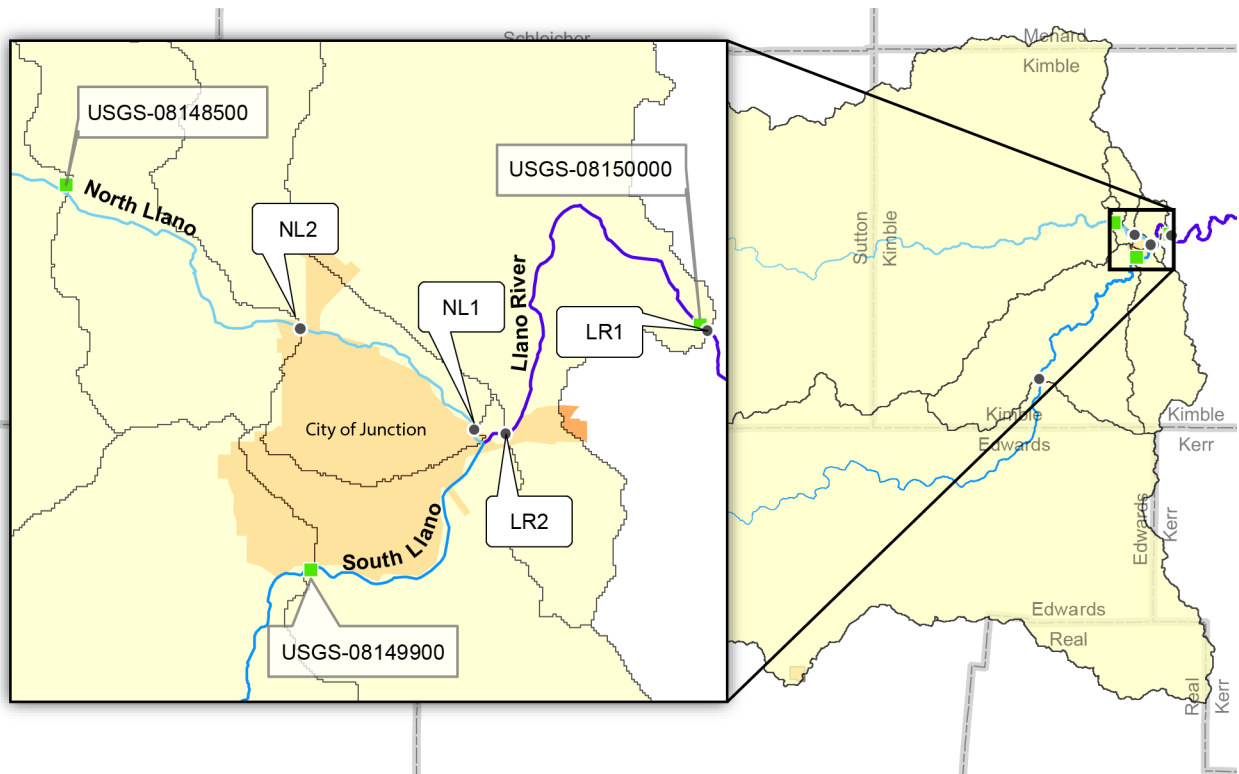 Schleicher
Menard
Kimble
USGS-08148500
USGS-08150000
North Llano
NL2
Sutton
Kimble
NL1
Llano River
LR1
City of Junction
Kimble
Edwards
Kimble
Kerr
LR2
South Llano
Edwards
Kerr
USGS-08149900
Edwards
Real
Real
Kerr